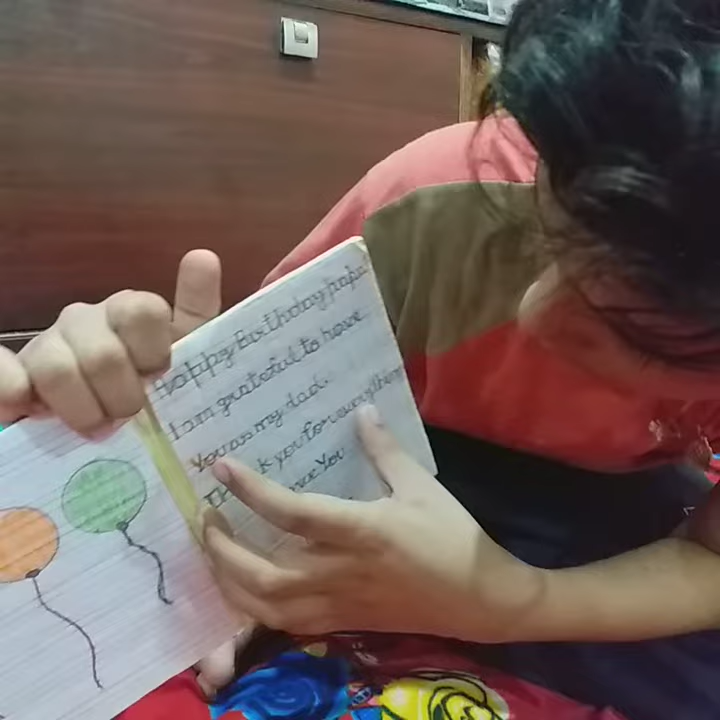 Happy Birthday papa
I am grateful to have
You as my dad.
k you for everything
You